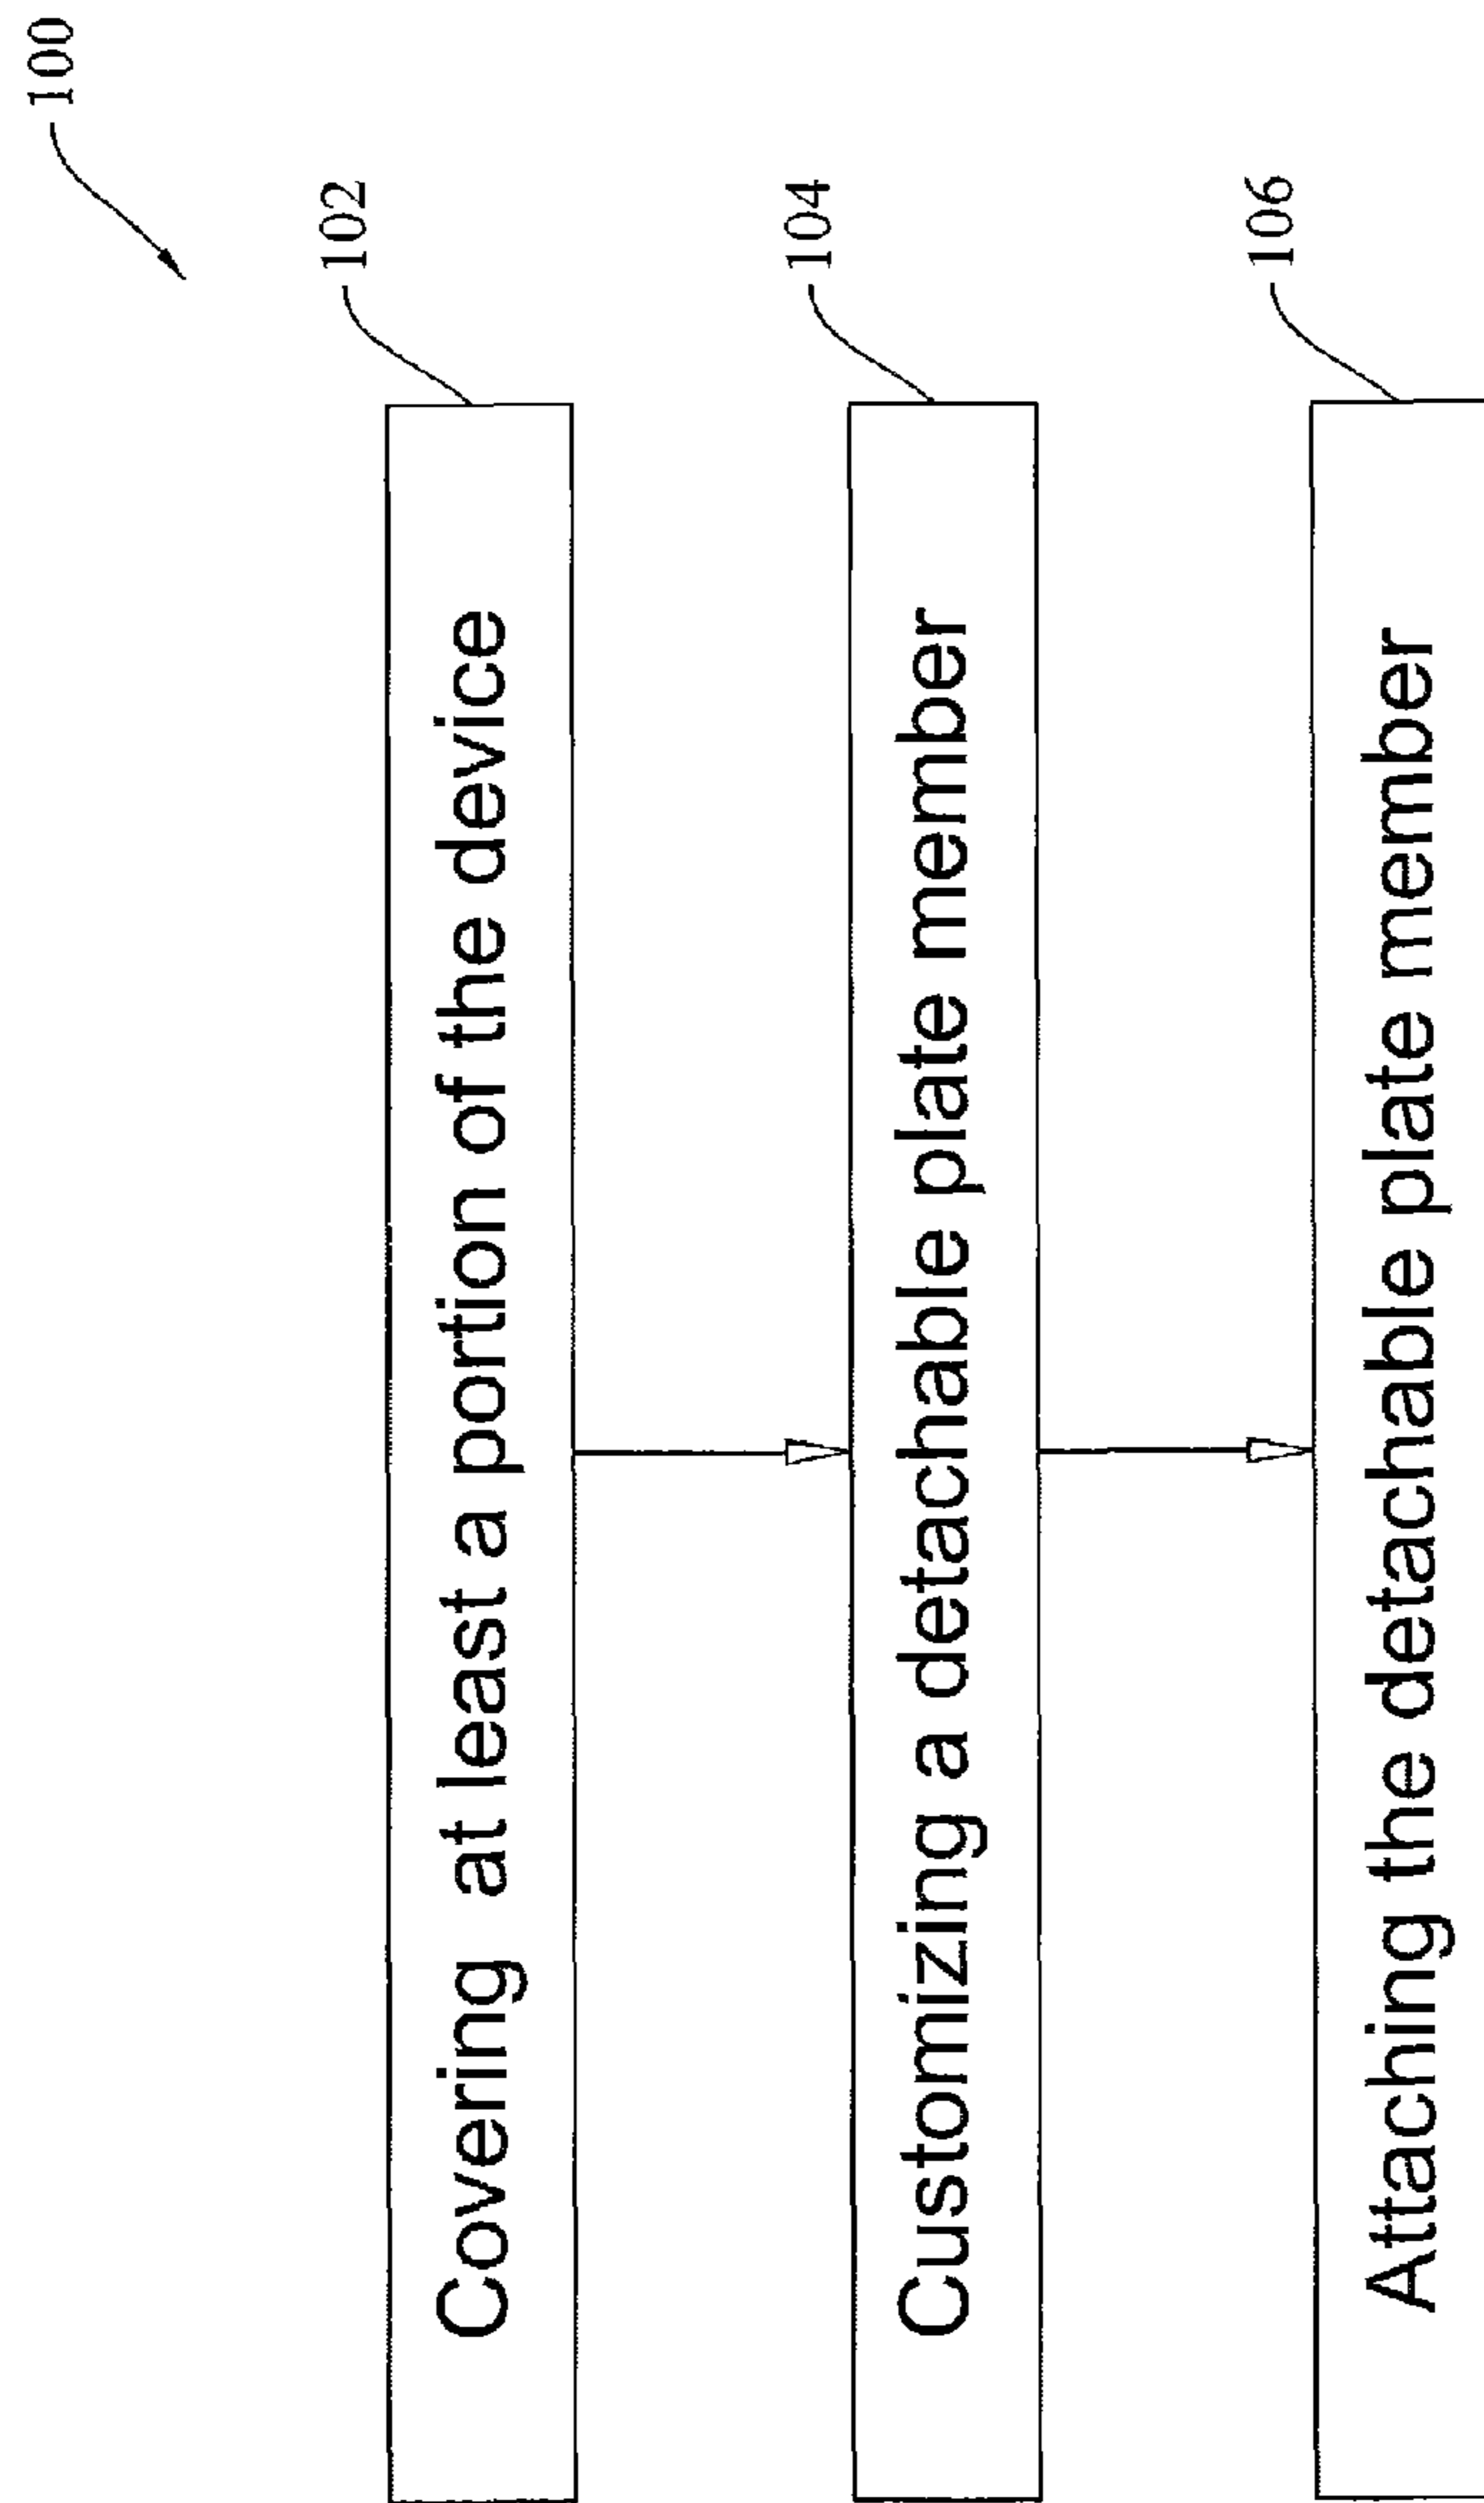 100
102
Covering at least a portion of the device
104
Customizing a detachable plate member
106
Attaching the detachable plate member